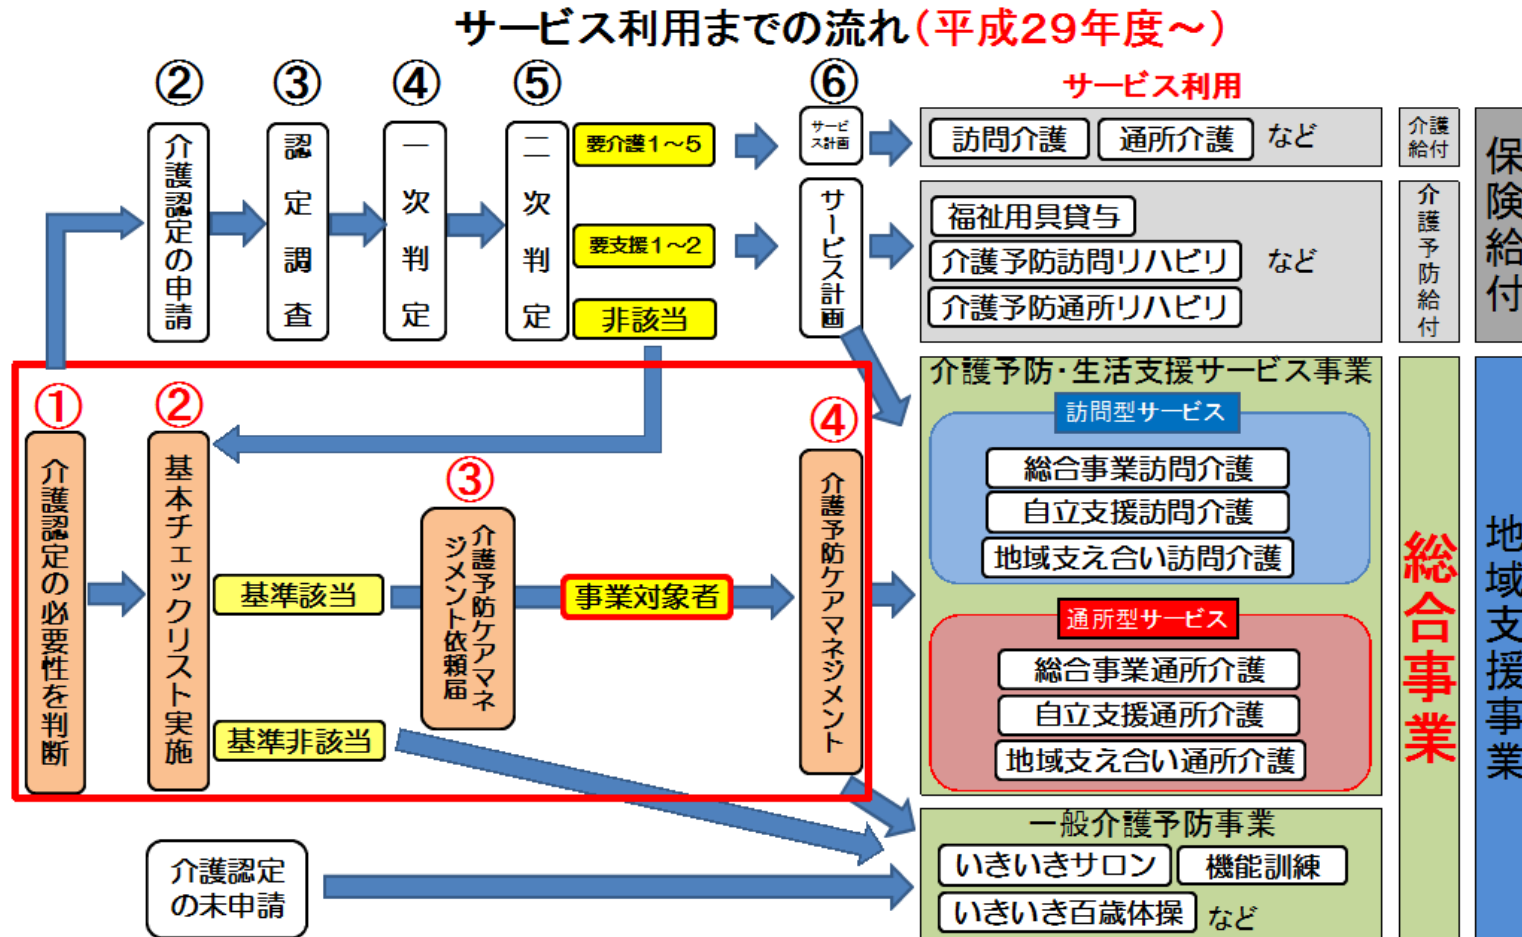 サービス利用までの流れ(平成29年度～)
②
③
④
⑤
⑥
サービス利用
介護認定の申請
認定調査
一次判定
二次判定
要介護1～5
要支援1～2
非該当
サービ
ス計画
サービス計画
訪問介護
通所介護
など
介護
給付
福祉用具貸与
介護予防訪問リハビリ
介護予防通所リハビリ
など
介護予防給付
保険給付
①
②
③
④
介護認定の必要性を判断
基本チェックリスト実施
基準該当
基準非該当
介護予防ケアマネ
ジメント依頼届
事業対象者
介護予防ケアマネジメント
介護予防・生活支援サービス事業
訪問型サービス
総合事業訪問介護
自立支援訪問介護
地域支え合い訪問介護
通所型サービス
総合事業通所介護
自立支援通所介護
地域支え合い通所介護
総合事業
地域支援事業
介護認定
の未申請
一般介護予防事業
いきいきサロン
機能訓練
いきいき百歳体操
など